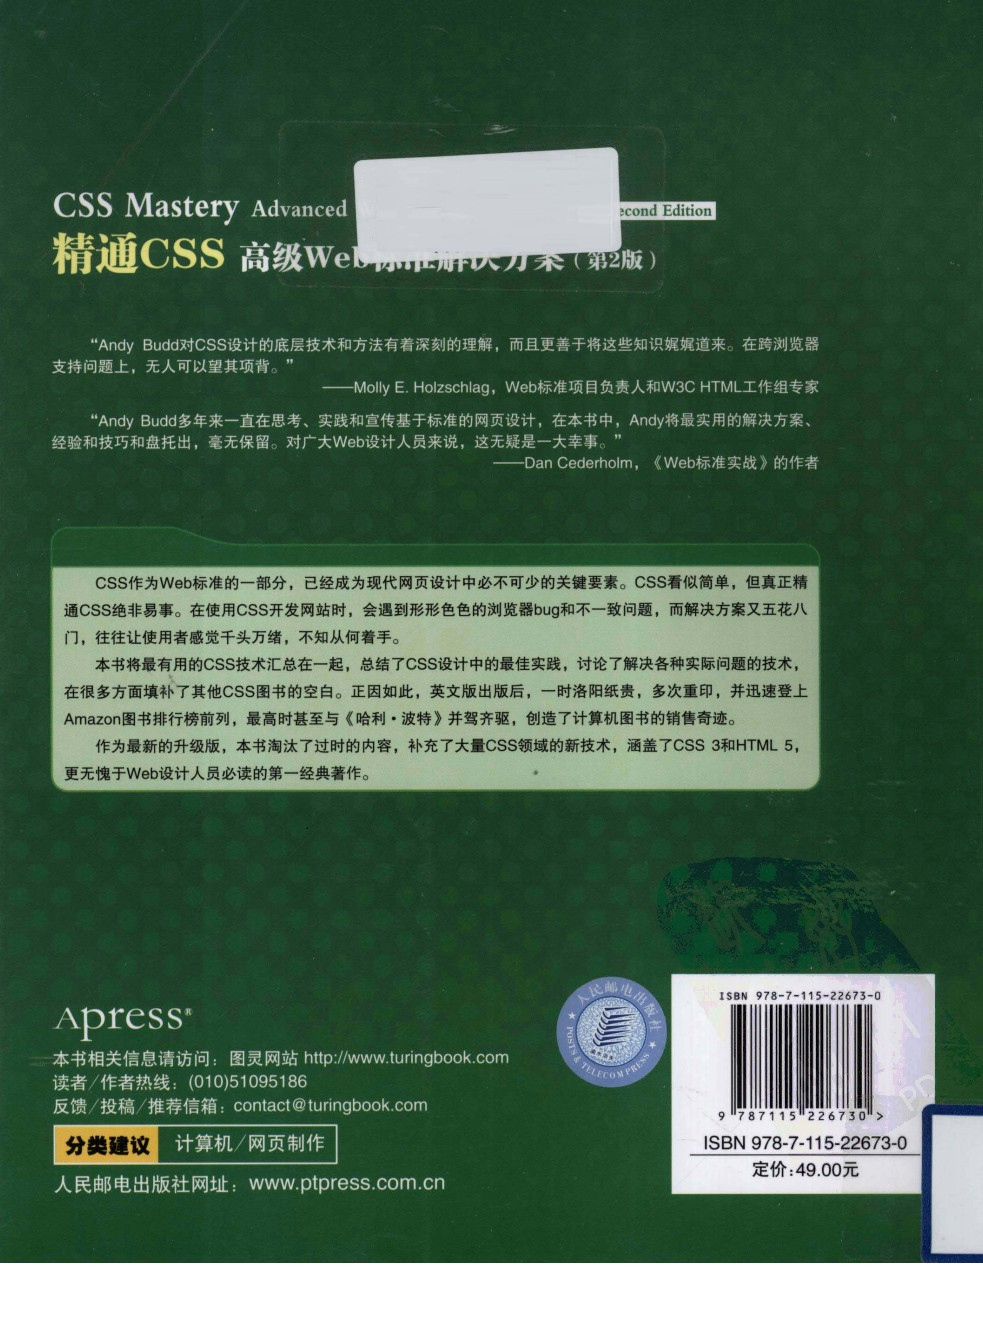 CSS Mastery Advanced
econd Edition
精通CSS 高级Web标准解决方案（第2版）
“Andy Budd对CSS设计的底层技术和方法有着深刻的理解，而且更善于将这些知识娓娓道来。在跨浏览器
支持问题上，无人可以望其项背。”
——Molly E. Holzschlag，Web标准项目负责人和W3C HTML工作组专家
“Andy Budd多年来一直在思考、实践和宣传基于标准的网页设计，在本书中，Andy将最实用的解决方案、
经验和技巧和盘托出，毫无保留。对广大Web设计人员来说，这无疑是一大幸事。”
——Dan Cederholm，《Web标准实战》的作者
CSS作为Web标准的一部分，已经成为现代网页设计中必不可少的关键要素。CSS看似简单，但真正精
通CSS绝非易事。在使用CSS开发网站时，会遇到形形色色的浏览器bug和不一致问题，而解决方案又五花八
门，往往让使用者感觉千头万绪，不知从何着手。
本书将最有用的CSS技术汇总在一起，总结了CSS设计中的最佳实践，讨论了解决各种实际问题的技术，
在很多方面填补了其他CSS图书的空白。正因如此，英文版出版后，一时洛阳纸贵，多次重印，并迅速登上
Amazon图书排行榜前列，最高时甚至与《哈利·波特》并驾齐驱，创造了计算机图书的销售奇迹。
作为最新的升级版，本书淘汰了过时的内容，补充了大量CSS领域的新技术，涵盖了CSS 3和HTML 5，
更无愧于Web设计人员必读的第一经典著作。
Apress®
本书相关信息请访问：图灵网站 http://www.turingbook.com
读者/作者热线：(010)51095186
反馈/投稿/推荐信箱：contact@turingbook.com
分类建议 计算机/网页制作
人民邮电出版社网址：www.ptpress.com.cn
人民邮电出版社
POSTS & TELECOM PRESS
ISBN 978-7-115-22673-0
9 787115 226730 >
ISBN 978-7-115-22673-0
定价:49.00元